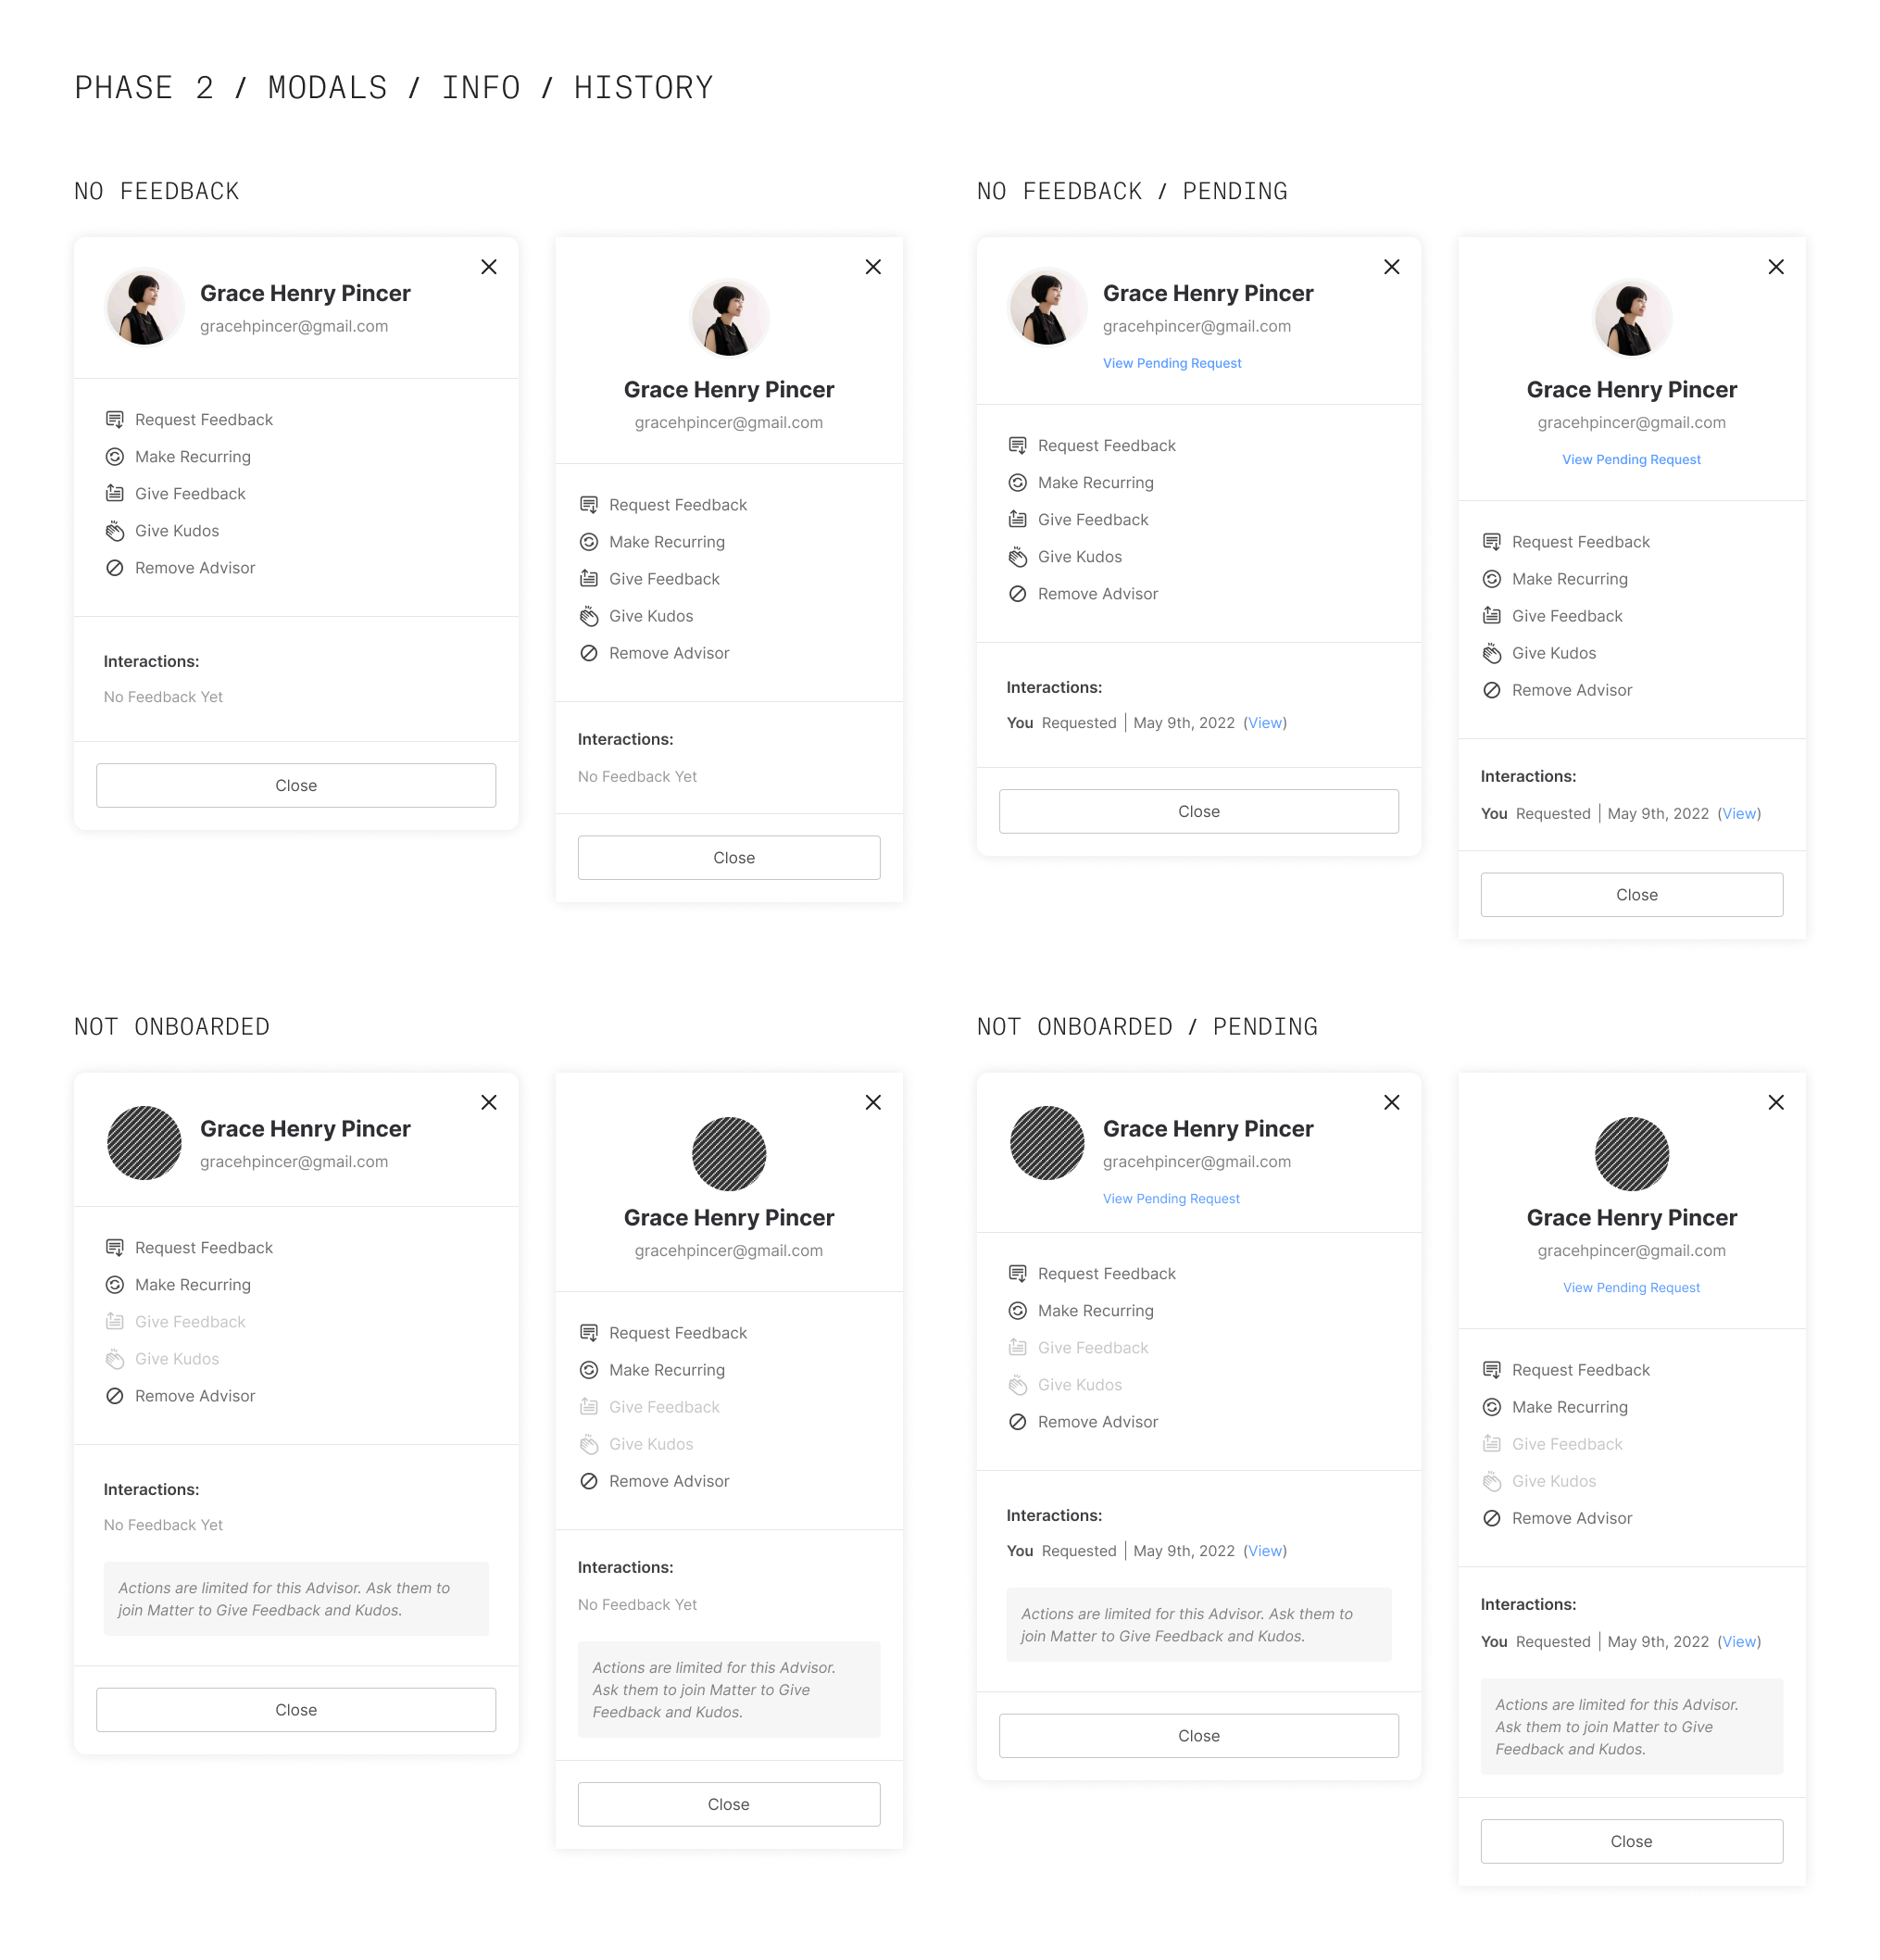 PHASE 2 / MODALS / INFO / HISTORY
NO FEEDBACK
Grace Henry Pincer
gracehpincer@gmail.com
Request Feedback
Make Recurring
Give Feedback
Give Kudos
Remove Advisor
Interactions:
No Feedback Yet
Close
Grace Henry Pincer
gracehpincer@gmail.com
Request Feedback
Make Recurring
Give Feedback
Give Kudos
Remove Advisor
Interactions:
No Feedback Yet
Close
NO FEEDBACK / PENDING
Grace Henry Pincer
gracehpincer@gmail.com
View Pending Request
Request Feedback
Make Recurring
Give Feedback
Give Kudos
Remove Advisor
Interactions:
You Requested | May 9th, 2022 (View)
Close
Grace Henry Pincer
gracehpincer@gmail.com
View Pending Request
Request Feedback
Make Recurring
Give Feedback
Give Kudos
Remove Advisor
Interactions:
You Requested | May 9th, 2022 (View)
Close
NOT ONBOARDED
Grace Henry Pincer
gracehpincer@gmail.com
Request Feedback
Make Recurring
Give Feedback
Give Kudos
Remove Advisor
Interactions:
No Feedback Yet
Actions are limited for this Advisor. Ask them to
join Matter to Give Feedback and Kudos.
Close
Grace Henry Pincer
gracehpincer@gmail.com
Request Feedback
Make Recurring
Give Feedback
Give Kudos
Remove Advisor
Interactions:
No Feedback Yet
Actions are limited for this Advisor.
Ask them to join Matter to Give
Feedback and Kudos.
Close
NOT ONBOARDED / PENDING
Grace Henry Pincer
gracehpincer@gmail.com
View Pending Request
Request Feedback
Make Recurring
Give Feedback
Give Kudos
Remove Advisor
Interactions:
You Requested | May 9th, 2022 (View)
Actions are limited for this Advisor. Ask them to
join Matter to Give Feedback and Kudos.
Close
Grace Henry Pincer
gracehpincer@gmail.com
View Pending Request
Request Feedback
Make Recurring
Give Feedback
Give Kudos
Remove Advisor
Interactions:
You Requested | May 9th, 2022 (View)
Actions are limited for this Advisor.
Ask them to join Matter to Give
Feedback and Kudos.
Close